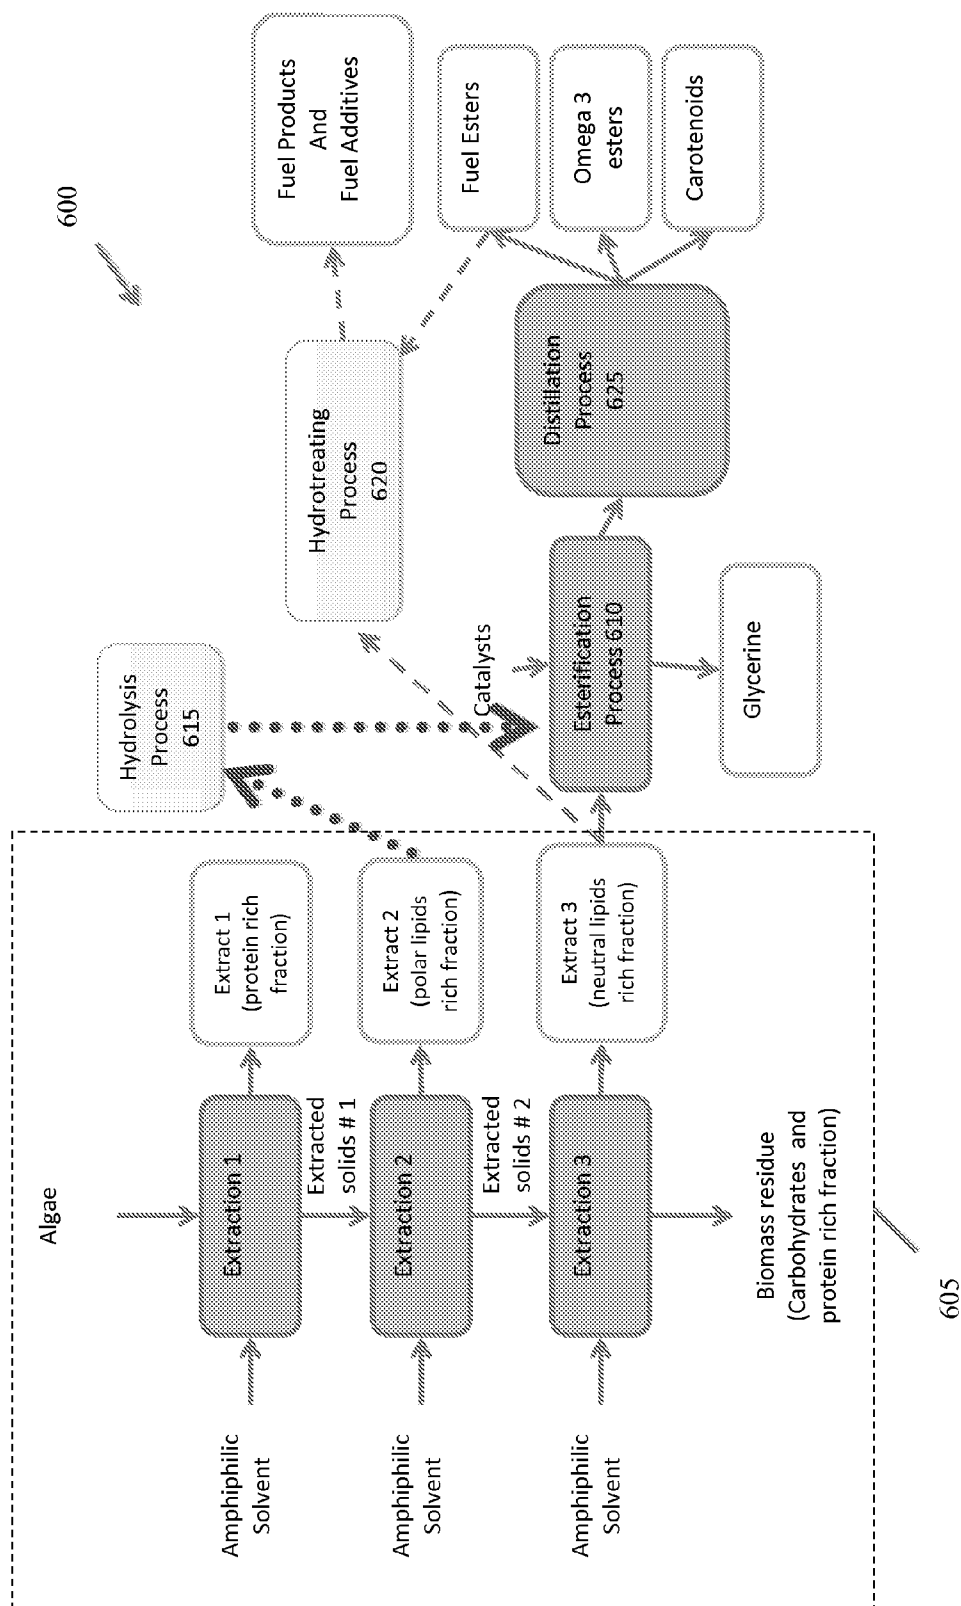 600
Algae
Amphiphilic
Solvent
Extraction 1
Extract 1
(protein rich
fraction)
Extracted
solids # 1
Amphiphilic
Solvent
Extraction 2
Extract 2
(polar lipids
rich fraction)
Extracted
solids # 2
Amphiphilic
Solvent
Extraction 3
Extract 3
(neutral lipids
rich fraction)
Biomass residue
(Carbohydrates and
protein rich fraction)
605
Hydrolysis
Process
615
Catalysts
Esterification
Process 610
Glycerine
Hydrotreating
Process
620
Distillation
Process
625
Fuel Products
And
Fuel Additives
Fuel Esters
Omega 3
esters
Carotenoids